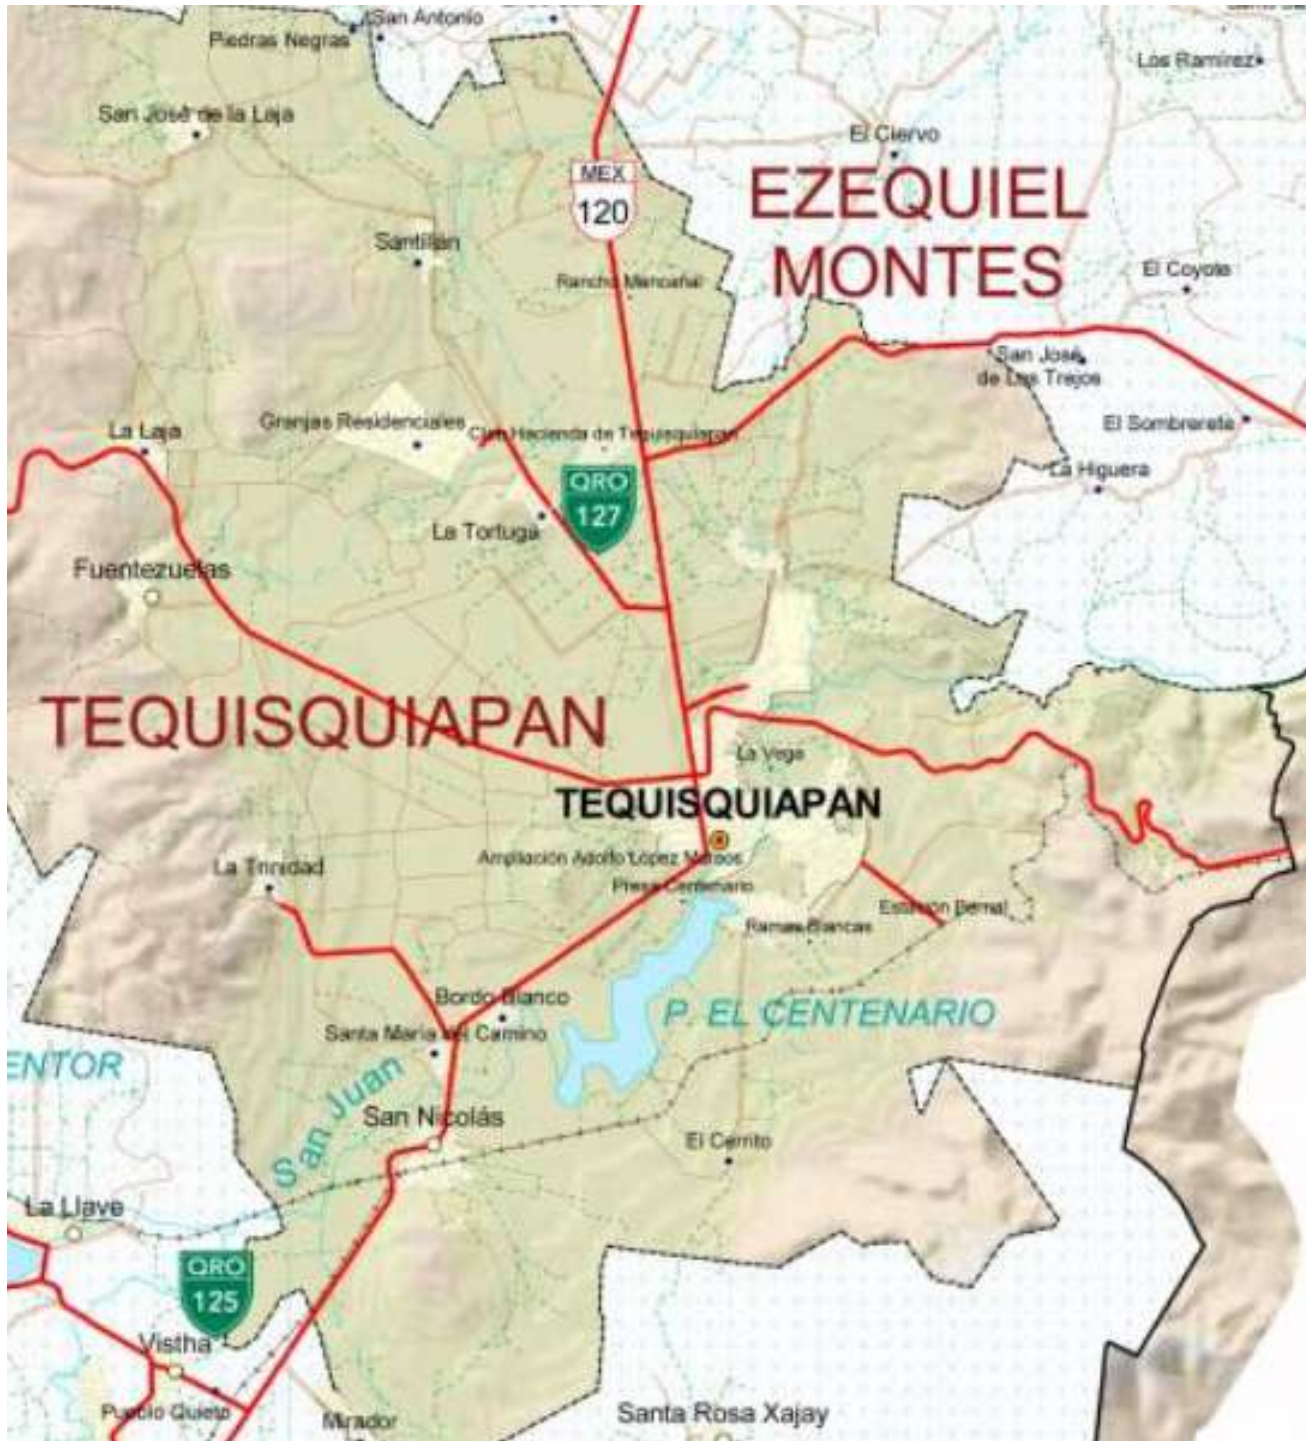 San Antonio
Piedras Negras
Los Ramirez
San José de la Laja
El Ciervo
MEX
120
EZEQUIEL
MONTES
Santillán
El Coyote
San José
de Los Trejos
El Sombrerete
La Laja
Granjas Residenciales
Hacienda de Tequisquiapan
La Higuera
QRO
127
La Tortuga
Fuentezuelas
TEQUISQUIAPAN
La Vega
TEQUISQUIAPAN
Ampliación Adolfo López Mateos
La Trinidad
Presa Centenario
Estación Bernal
Ramas Blancas
Bordo Blanco
P. EL CENTENARIO
Santa María del Camino
ENTOR
San Juan
San Nicolás
El Cerrito
La Llave
QRO
125
Vistha
Pueblo Quieto
Mirador
Santa Rosa Xajay